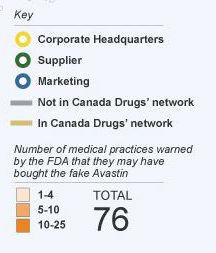 Key
Corporate Headquarters
Supplier
Marketing
Not in Canada Drugs' network
In Canada Drugs' network
Number of medical practices warned
by the FDA that they may have
bought the fake Avastin
1-4
5-10
10-25
TOTAL
76